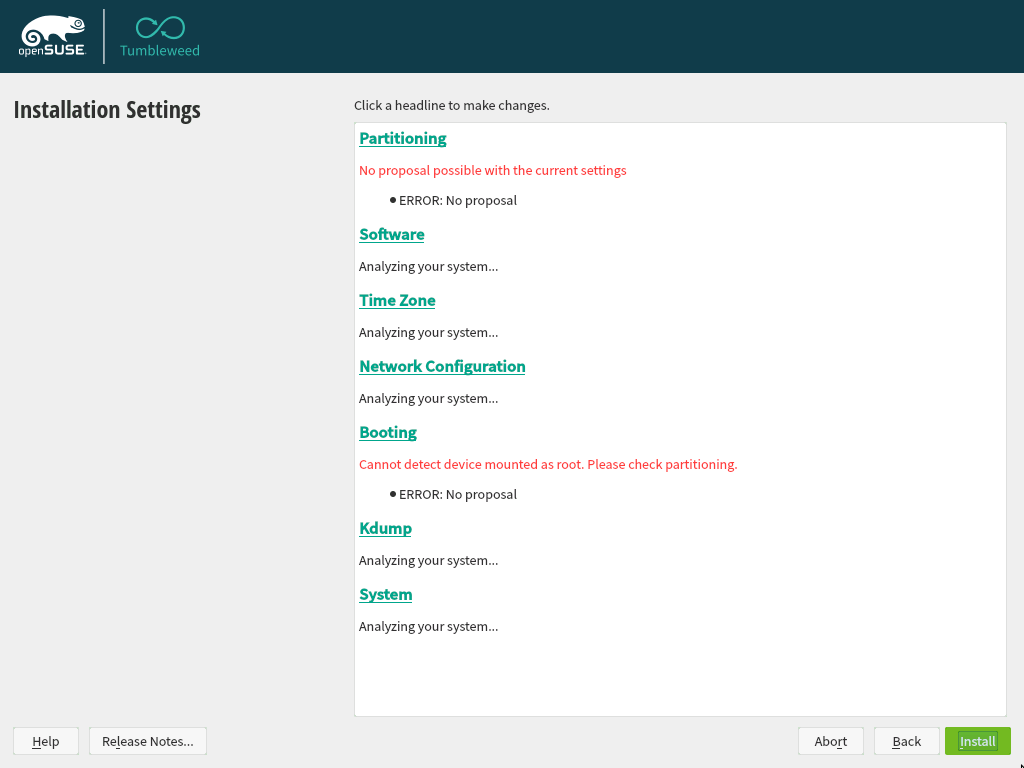 openSUSE
Tumbleweed
Installation Settings
Click a headline to make changes.
Partitioning
No proposal possible with the current settings
ERROR: No proposal
Software
Analyzing your system...
Time Zone
Analyzing your system...
Network Configuration
Analyzing your system...
Booting
Cannot detect device mounted as root. Please check partitioning.
ERROR: No proposal
Kdump
Analyzing your system...
System
Analyzing your system...
Help
Release Notes...
Abort
Back
Install